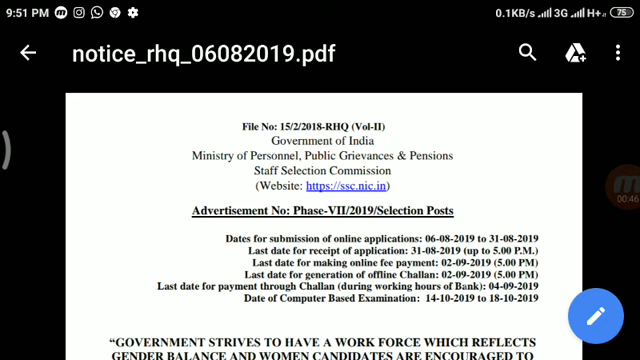 9:51 PM
0.1KB/s 3G H+ 75
notice_rhq_06082019.pdf
File No: 15/2/2018-RHQ (Vol-II)
Government of India
Ministry of Personnel, Public Grievances & Pensions
Staff Selection Commission
(Website: https://ssc.nic.in)
Advertisement No: Phase-VII/2019/Selection Posts
00:46
Dates for submission of online applications: 06-08-2019 to 31-08-2019
Last date for receipt of application: 31-08-2019 (up to 5.00 P.M.)
Last date for making online fee payment: 02-09-2019 (5.00 PM)
Last date for generation of offline Challan: 02-09-2019 (5.00 PM)
Last date for payment through Challan (during working hours of Bank): 04-09-2019
Date of Computer Based Examination: 14-10-2019 to 18-10-2019
“GOVERNMENT STRIVES TO HAVE A WORK FORCE WHICH REFLECTS
GENDER BALANCE AND WOMEN CANDIDATES ARE ENCOURAGED TO